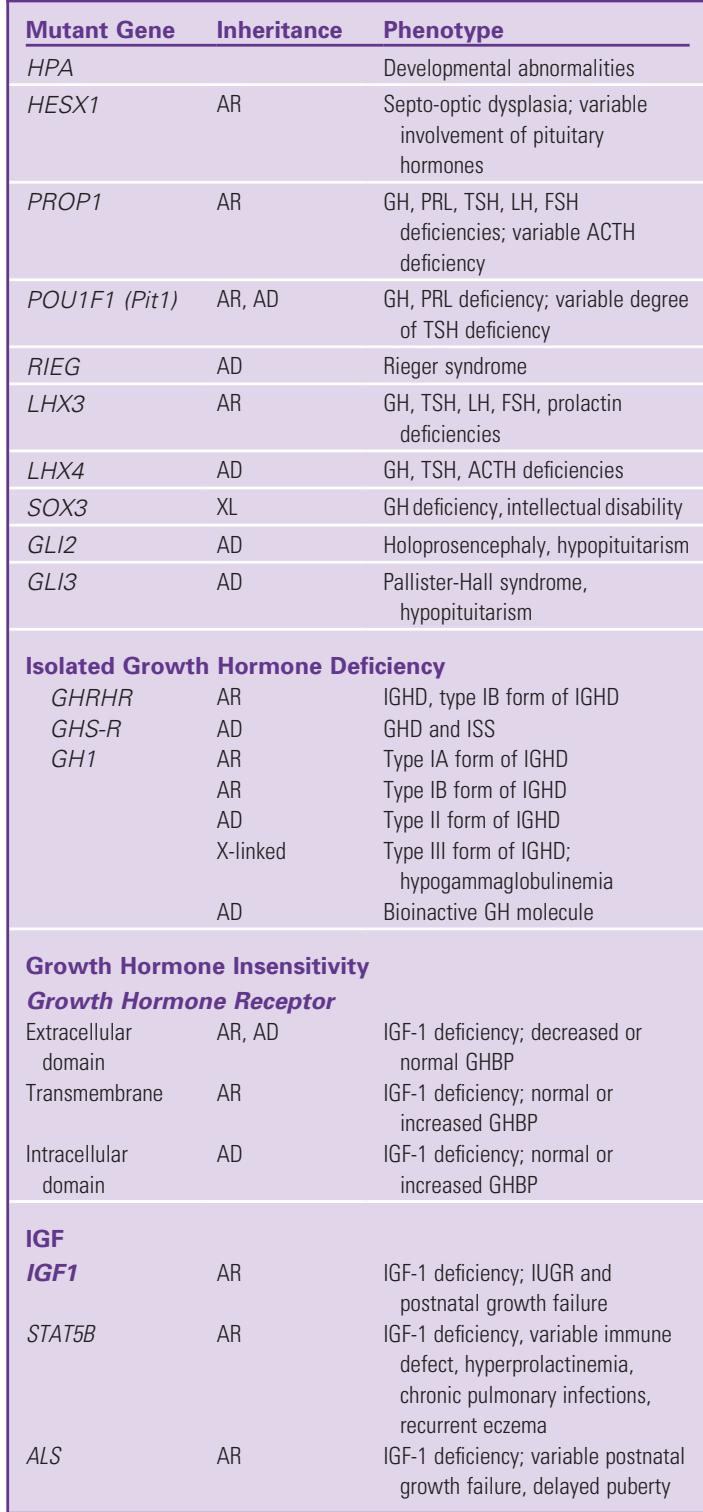 Mutant Gene Inheritance Phenotype
HPA Developmental abnormalities
HESX1 AR Septo-optic dysplasia; variable
involvement of pituitary
hormones
PROP1 AR GH, PRL, TSH, LH, FSH
deficiencies; variable ACTH
deficiency
POU1F1 (Pit1) AR, AD GH, PRL deficiency; variable degree
of TSH deficiency
RIEG AD Rieger syndrome
LHX3 AR GH, TSH, LH, FSH, prolactin
deficiencies
LHX4 AD GH, TSH, ACTH deficiencies
SOX3 XL GH deficiency, intellectual disability
GLI2 AD Holoprosencephaly, hypopituitarism
GLI3 AD Pallister-Hall syndrome,
hypopituitarism
Isolated Growth Hormone Deficiency
GHRHR AR IGHD, type IB form of IGHD
GHS-R AD GHD and ISS
GH1 AR Type IA form of IGHD
AR Type IB form of IGHD
AD Type II form of IGHD
X-linked Type III form of IGHD;
hypogammaglobulinemia
AD Bioinactive GH molecule
Growth Hormone Insensitivity
Growth Hormone Receptor
Extracellular AR, AD IGF-1 deficiency; decreased or
domain normal GHBP
Transmembrane AR IGF-1 deficiency; normal or
increased GHBP
Intracellular AD IGF-1 deficiency; normal or
domain increased GHBP
IGF
IGF1 AR IGF-1 deficiency; IUGR and
postnatal growth failure
STAT5B AR IGF-1 deficiency, variable immune
defect, hyperprolactinemia,
chronic pulmonary infections,
recurrent eczema
ALS AR IGF-1 deficiency; variable postnatal
growth failure, delayed puberty